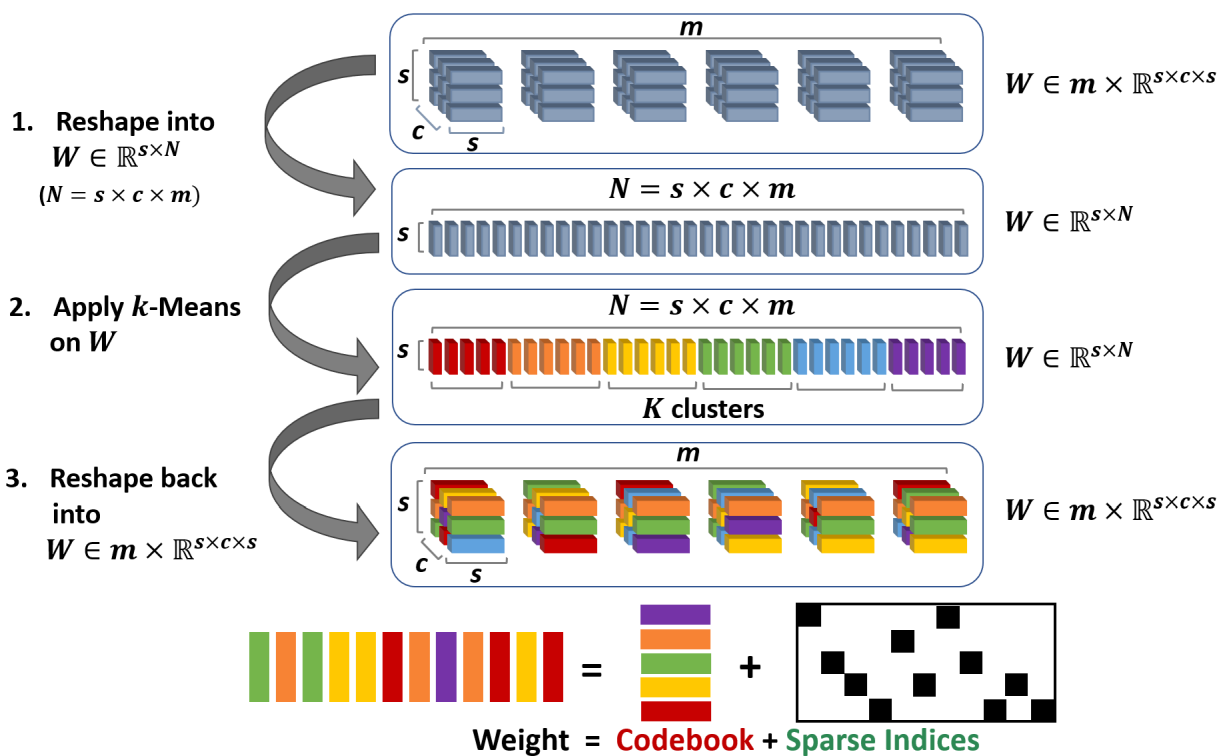 m
s
c
s
W ∈ m × ℝ^{s×c×s}
1. Reshape into
W ∈ ℝ^{s×N}
(N = s × c × m)
N = s × c × m
s
W ∈ ℝ^{s×N}
2. Apply k-Means
on W
N = s × c × m
s
W ∈ ℝ^{s×N}
K clusters
3. Reshape back
into
W ∈ m × ℝ^{s×c×s}
m
s
c
s
W ∈ m × ℝ^{s×c×s}
=
+
Weight = Codebook + Sparse Indices